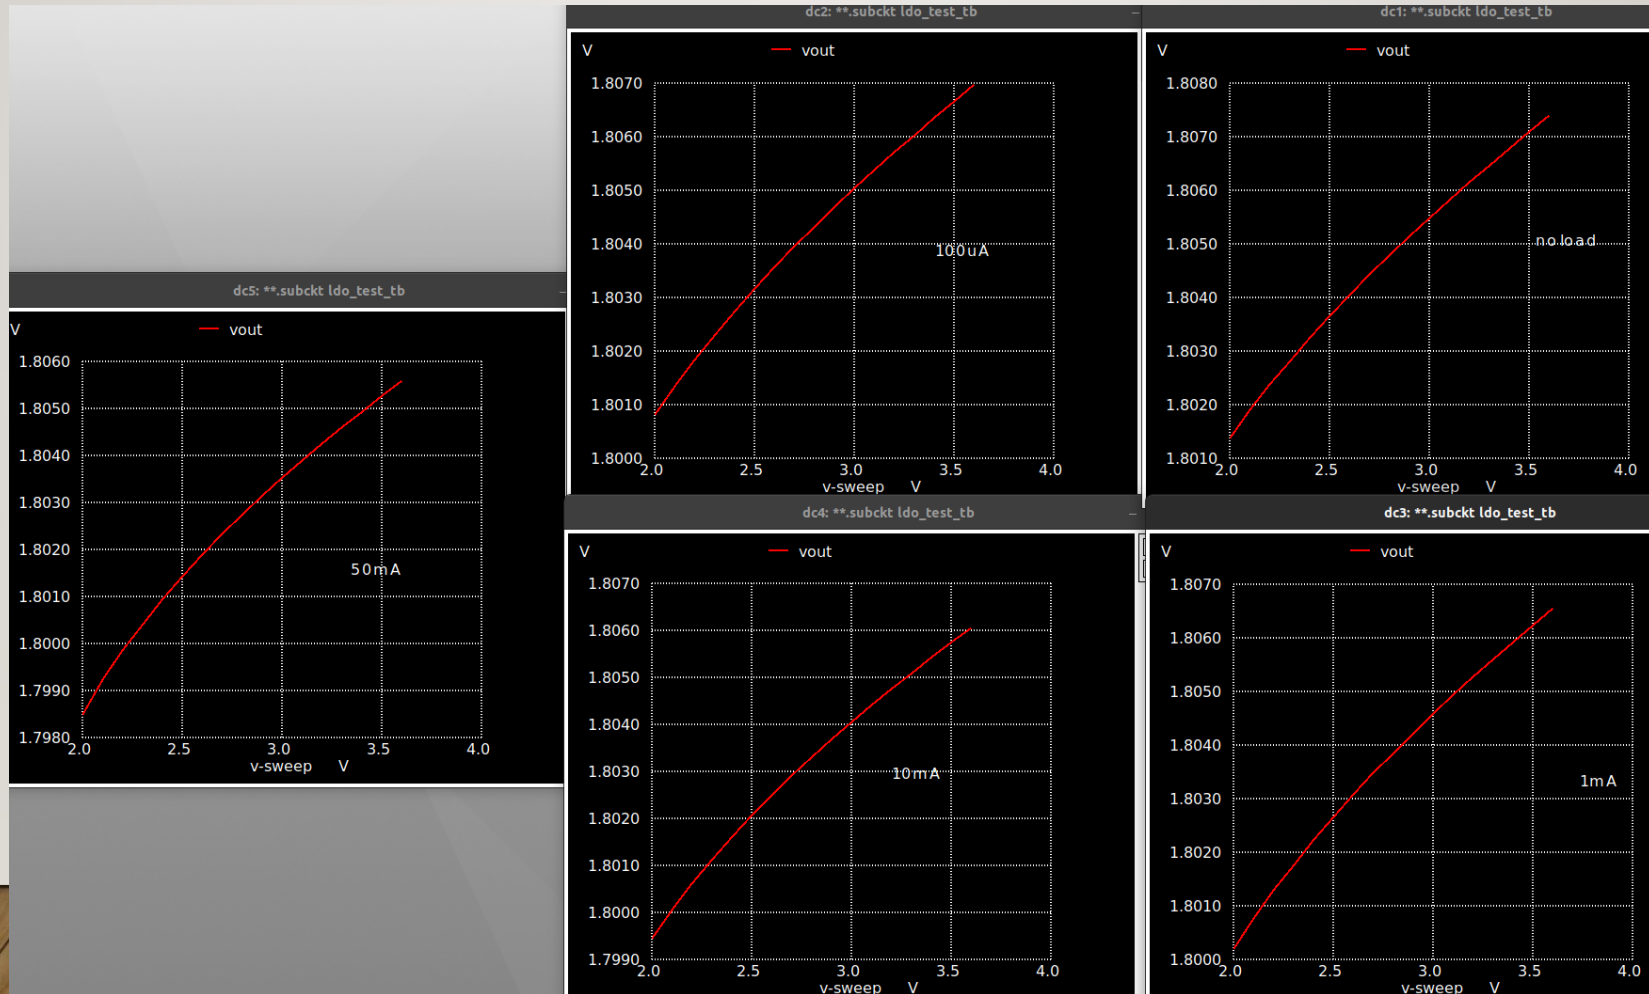 dc2: **.subckt ldo_test_tb
V
vout
1.8070
1.8060
1.8050
1.8040
1.8030
1.8020
1.8010
1.8000
100uA
2.0 2.5 3.0 3.5 4.0
v-sweep V
dc1: **.subckt ldo_test_tb
V
vout
1.8080
1.8070
1.8060
1.8050
1.8040
1.8030
1.8020
1.8010
no load
2.0 2.5 3.0 3.5 4.0
v-sweep V
dc5: **.subckt ldo_test_tb
V
vout
1.8060
1.8050
1.8040
1.8030
1.8020
1.8010
1.8000
1.7990
1.7980
50mA
2.0 2.5 3.0 3.5 4.0
v-sweep V
dc4: **.subckt ldo_test_tb
V
vout
1.8070
1.8060
1.8050
1.8040
1.8030
1.8020
1.8010
1.8000
1.7990
10mA
2.0 2.5 3.0 3.5 4.0
v-sweep V
dc3: **.subckt ldo_test_tb
V
vout
1.8070
1.8060
1.8050
1.8040
1.8030
1.8020
1.8010
1.8000
1mA
2.0 2.5 3.0 3.5 4.0
v-sweep V